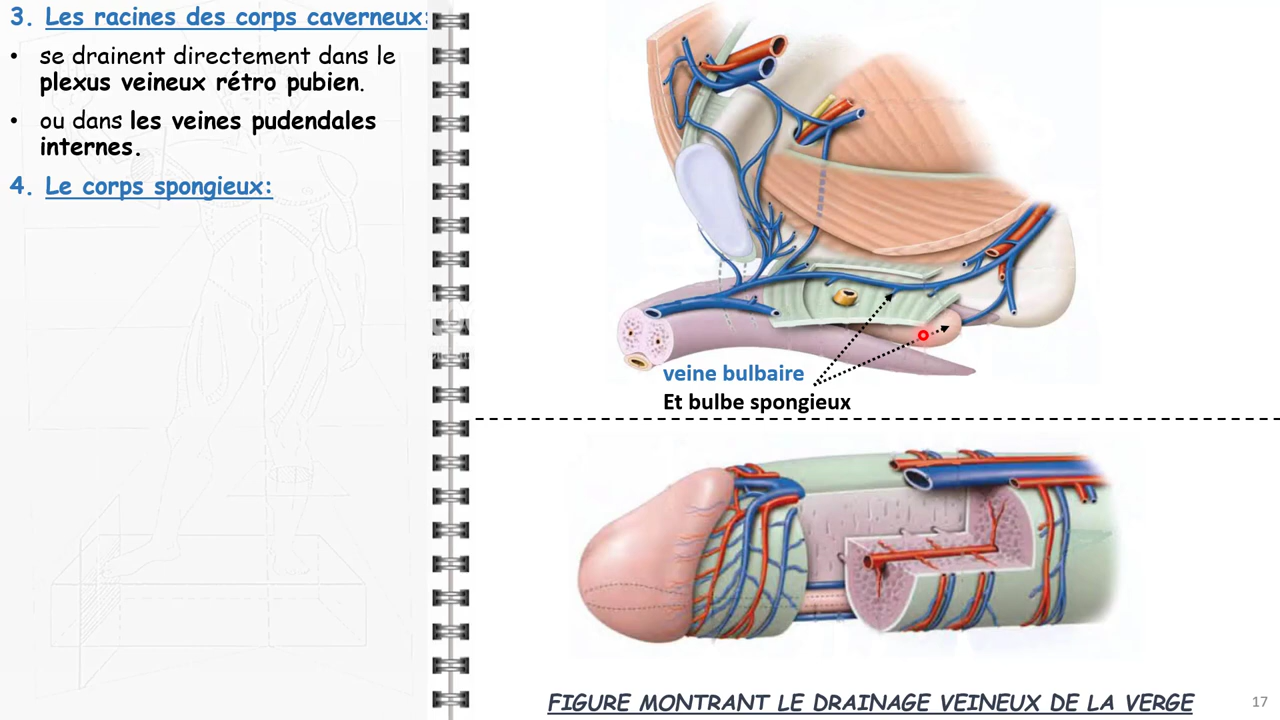 3. Les racines des corps caverneux:
• se drainent directement dans le
plexus veineux rétro pubien.
• ou dans les veines pudendales
internes.
4. Le corps spongieux:
veine bulbaire
Et bulbe spongieux
FIGURE MONTRANT LE DRAINAGE VEINEUX DE LA VERGE
17